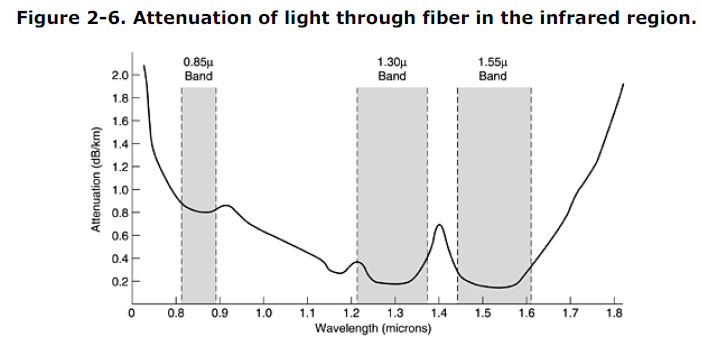 Figure 2-6. Attenuation of light through fiber in the infrared region.
0.85μ
Band
1.30μ
Band
1.55μ
Band
2.0
1.8
1.6
1.4
1.2
1.0
0.8
0.6
0.4
0.2
Attenuation (dB/km)
0 0.8 0.9 1.0 1.1 1.2 1.3 1.4 1.5 1.6 1.7 1.8
Wavelength (microns)